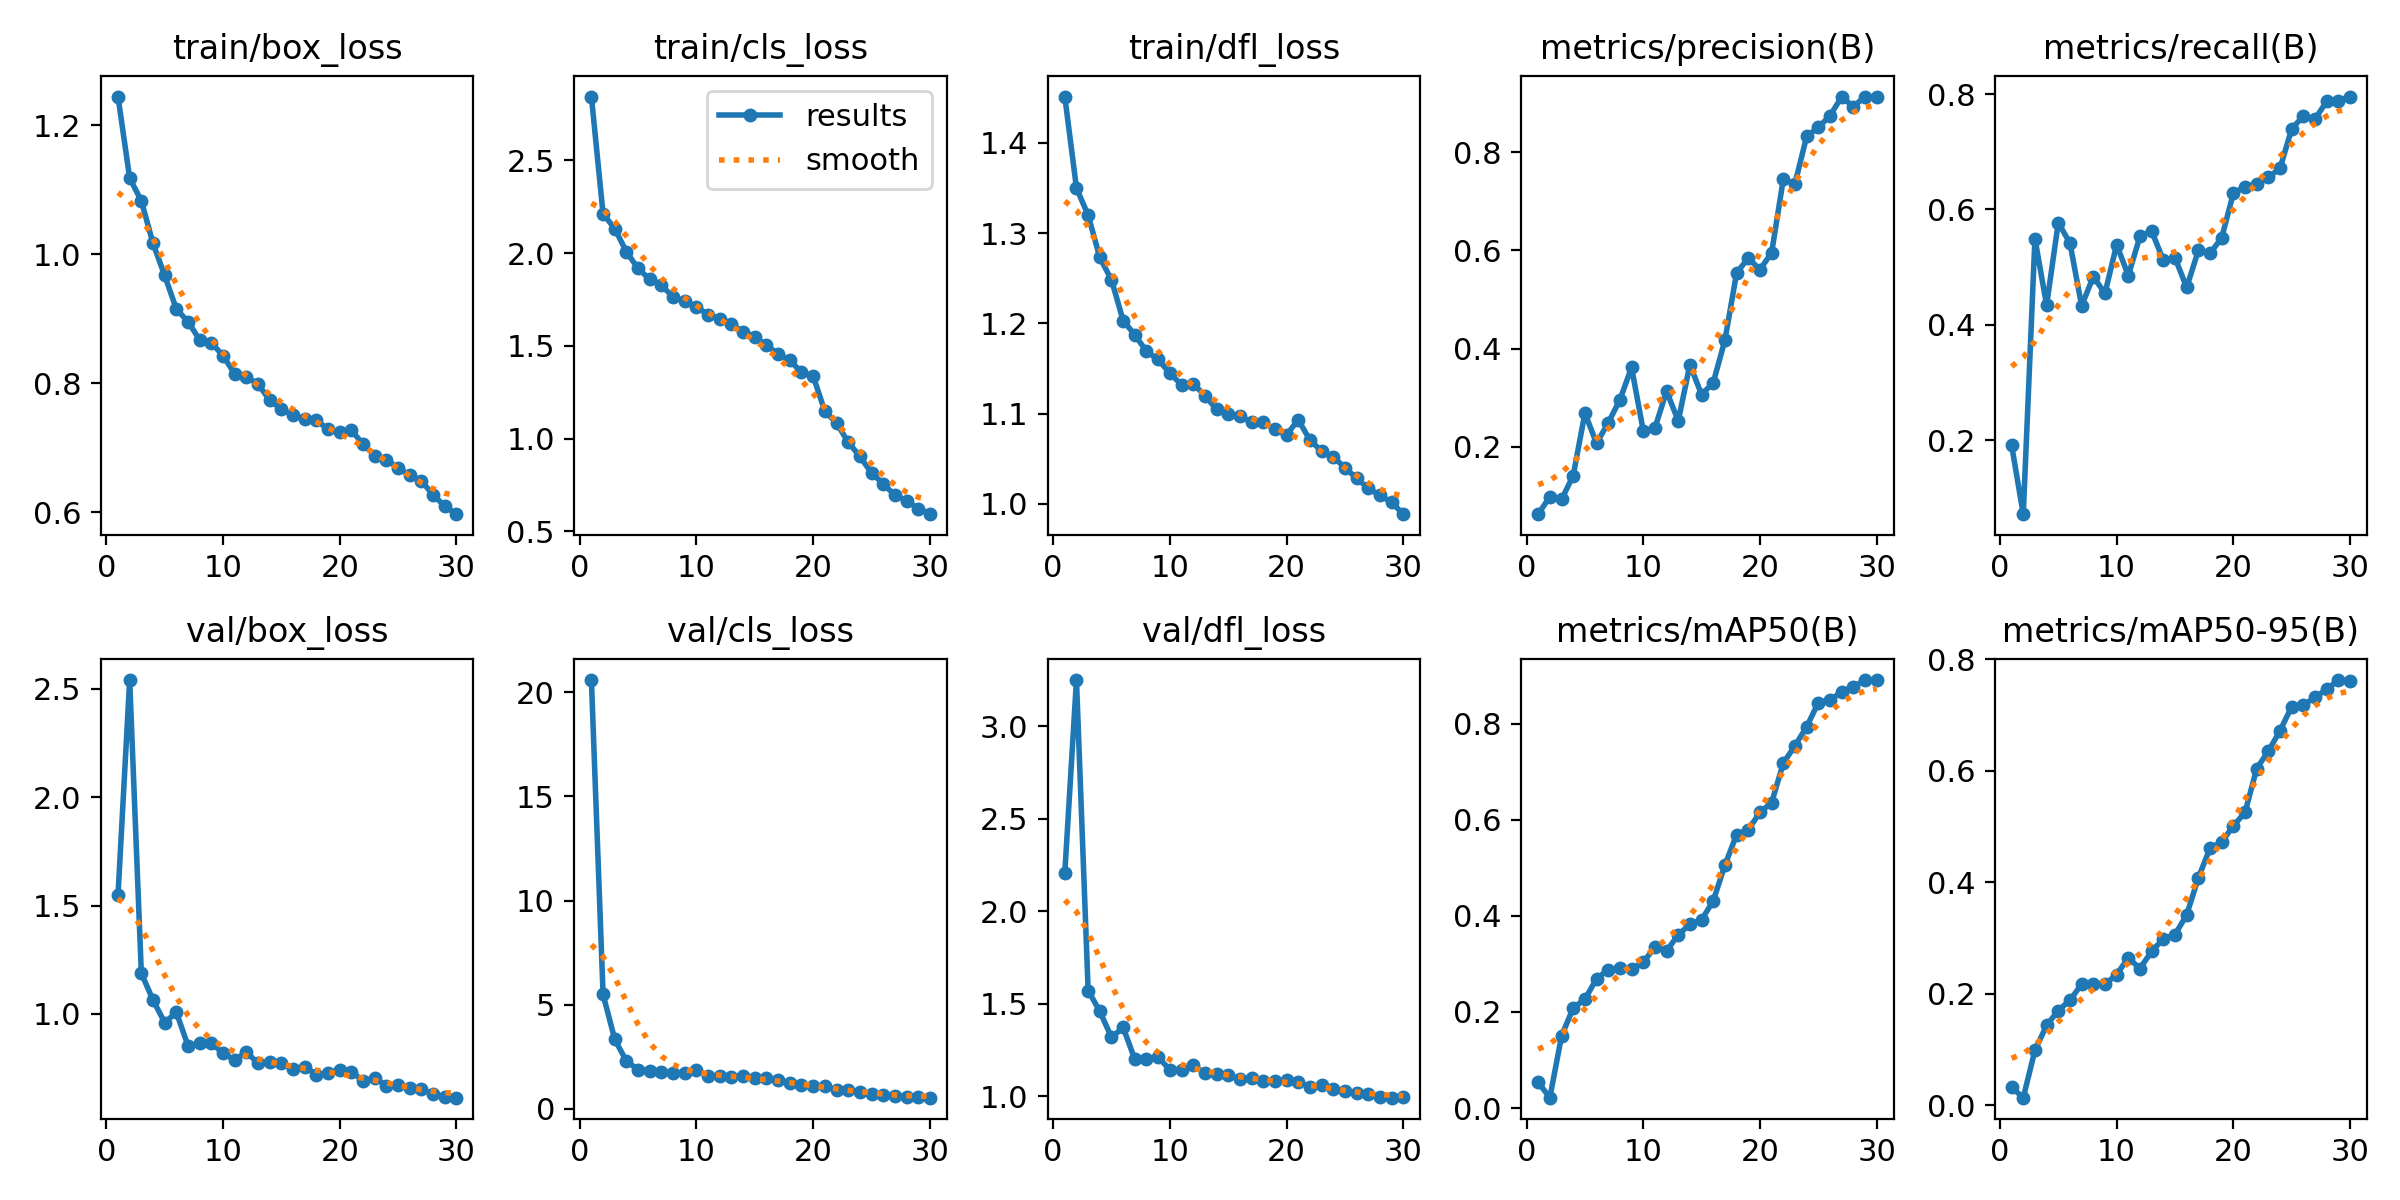 train/box_loss
1.2
1.0
0.8
0.6
0 10 20 30
train/cls_loss
results
smooth
2.5
2.0
1.5
1.0
0.5
0 10 20 30
train/dfl_loss
1.4
1.3
1.2
1.1
1.0
0 10 20 30
metrics/precision(B)
0.8
0.6
0.4
0.2
0 10 20 30
metrics/recall(B)
0.8
0.6
0.4
0.2
0 10 20 30
val/box_loss
2.5
2.0
1.5
1.0
0 10 20 30
val/cls_loss
20
15
10
5
0
0 10 20 30
val/dfl_loss
3.0
2.5
2.0
1.5
1.0
0 10 20 30
metrics/mAP50(B)
0.8
0.6
0.4
0.2
0.0
0 10 20 30
metrics/mAP50-95(B)
0.8
0.6
0.4
0.2
0.0
0 10 20 30